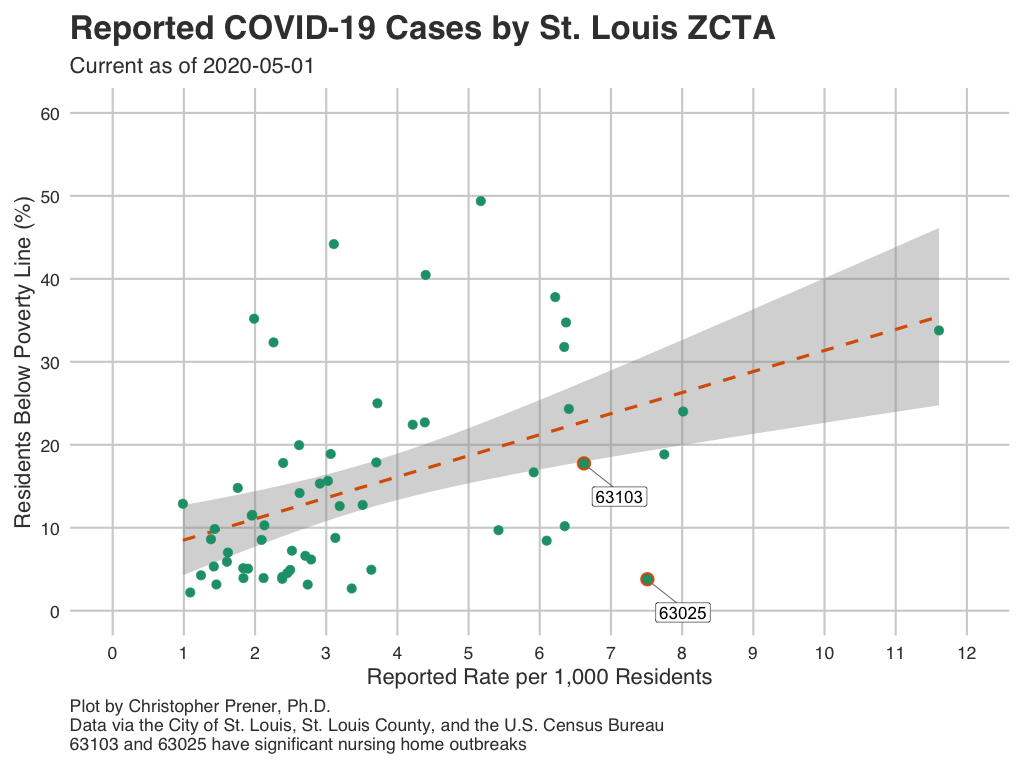 Reported COVID-19 Cases by St. Louis ZCTA
Current as of 2020-05-01
60
50
40
30
20
10
0
Residents Below Poverty Line (%)
63103
63025
0 1 2 3 4 5 6 7 8 9 10 11 12
Reported Rate per 1,000 Residents
Plot by Christopher Prener, Ph.D.
Data via the City of St. Louis, St. Louis County, and the U.S. Census Bureau
63103 and 63025 have significant nursing home outbreaks